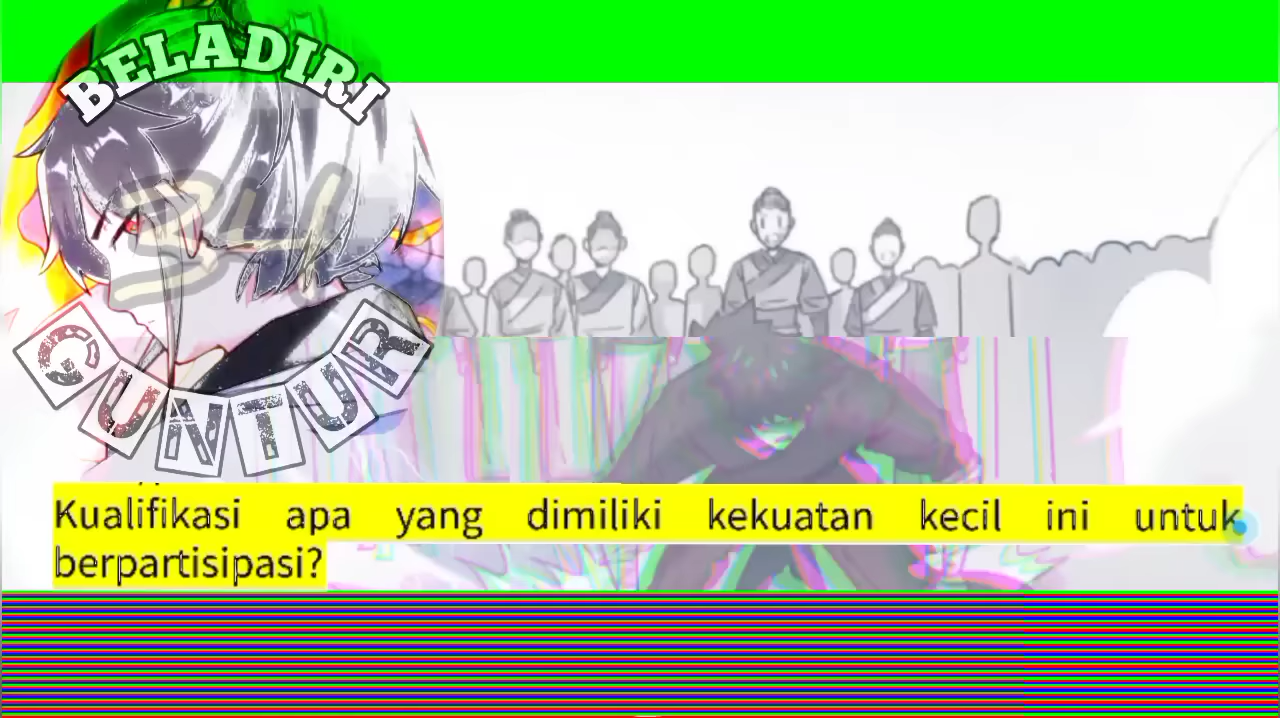 BELADIRI
GUNTUR
Kualifikasi apa yang dimiliki kekuatan kecil ini untuk
berpartisipasi?